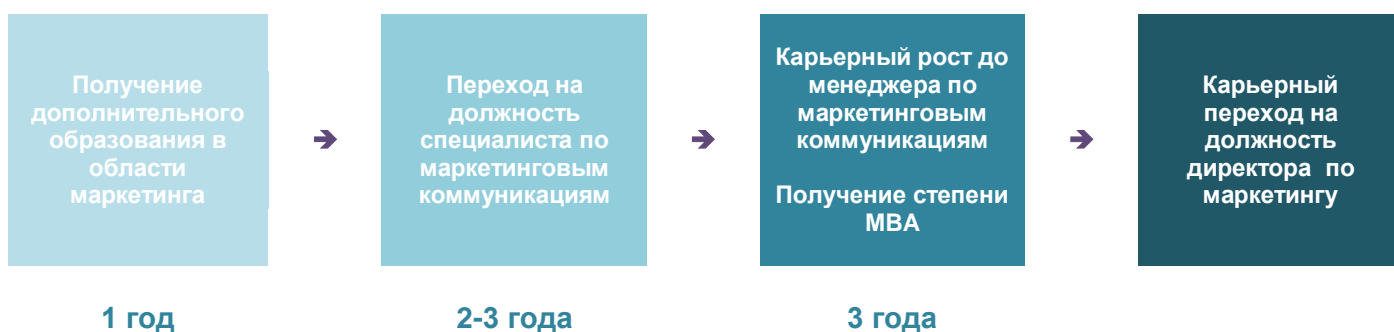 Получение
дополнительного
образования в
области
маркетинга
Переход на
должность
специалиста по
маркетинговым
коммуникациям
Карьерный рост до
менеджера по
маркетинговым
коммуникациям
Получение степени
MBA
Карьерный
переход на
должность
директора по
маркетингу
1 год
2-3 года
3 года